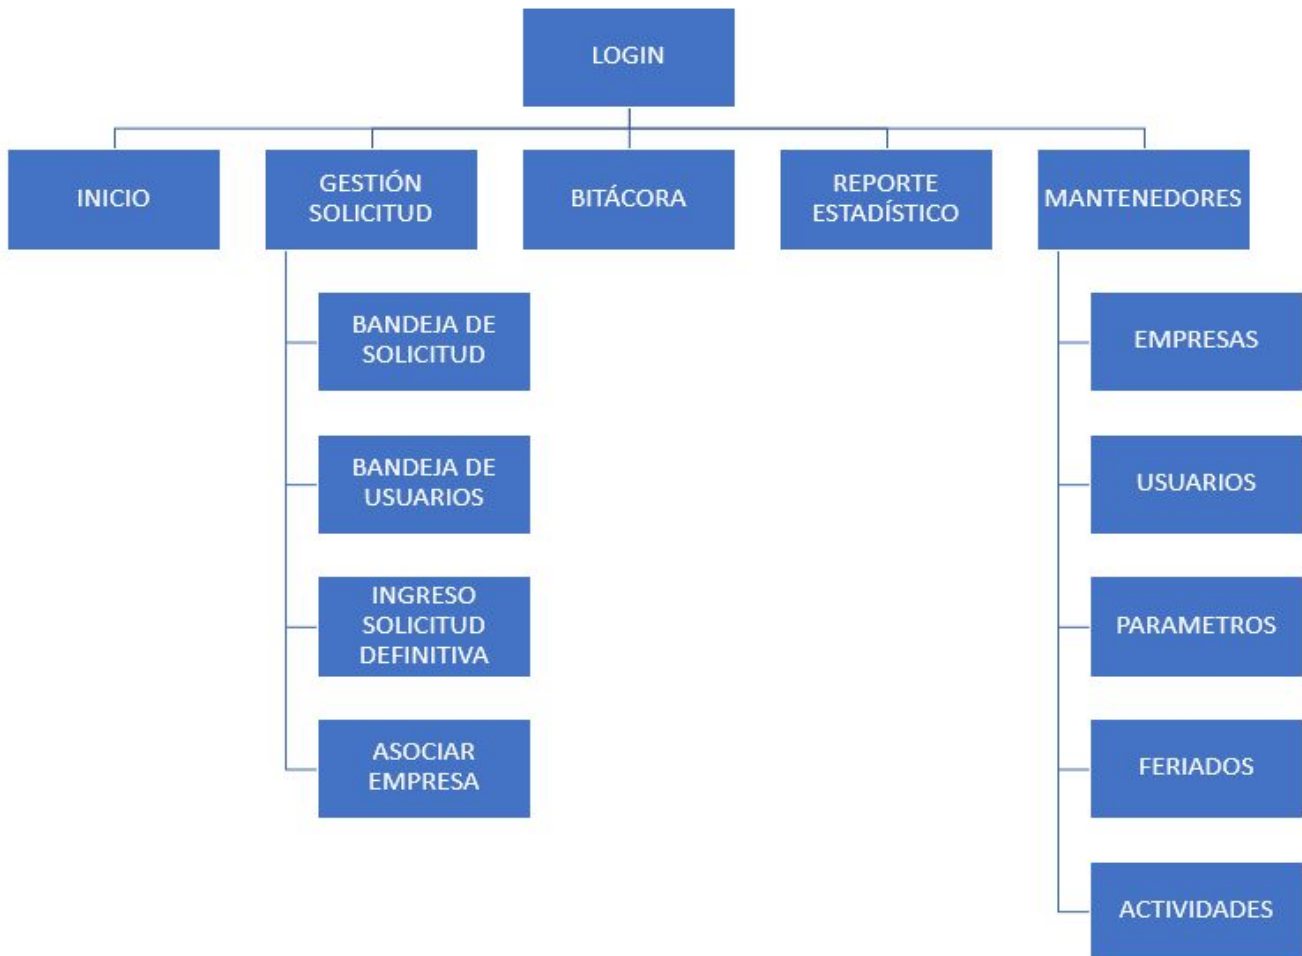 LOGIN
INICIO
GESTIÓN
SOLICITUD
BITÁCORA
REPORTE
ESTADÍSTICO
MANTENEDORES
BANDEJA DE
SOLICITUD
BANDEJA DE
USUARIOS
INGRESO
SOLICITUD
DEFINITIVA
ASOCIAR
EMPRESA
EMPRESAS
USUARIOS
PARAMETROS
FERIADOS
ACTIVIDADES